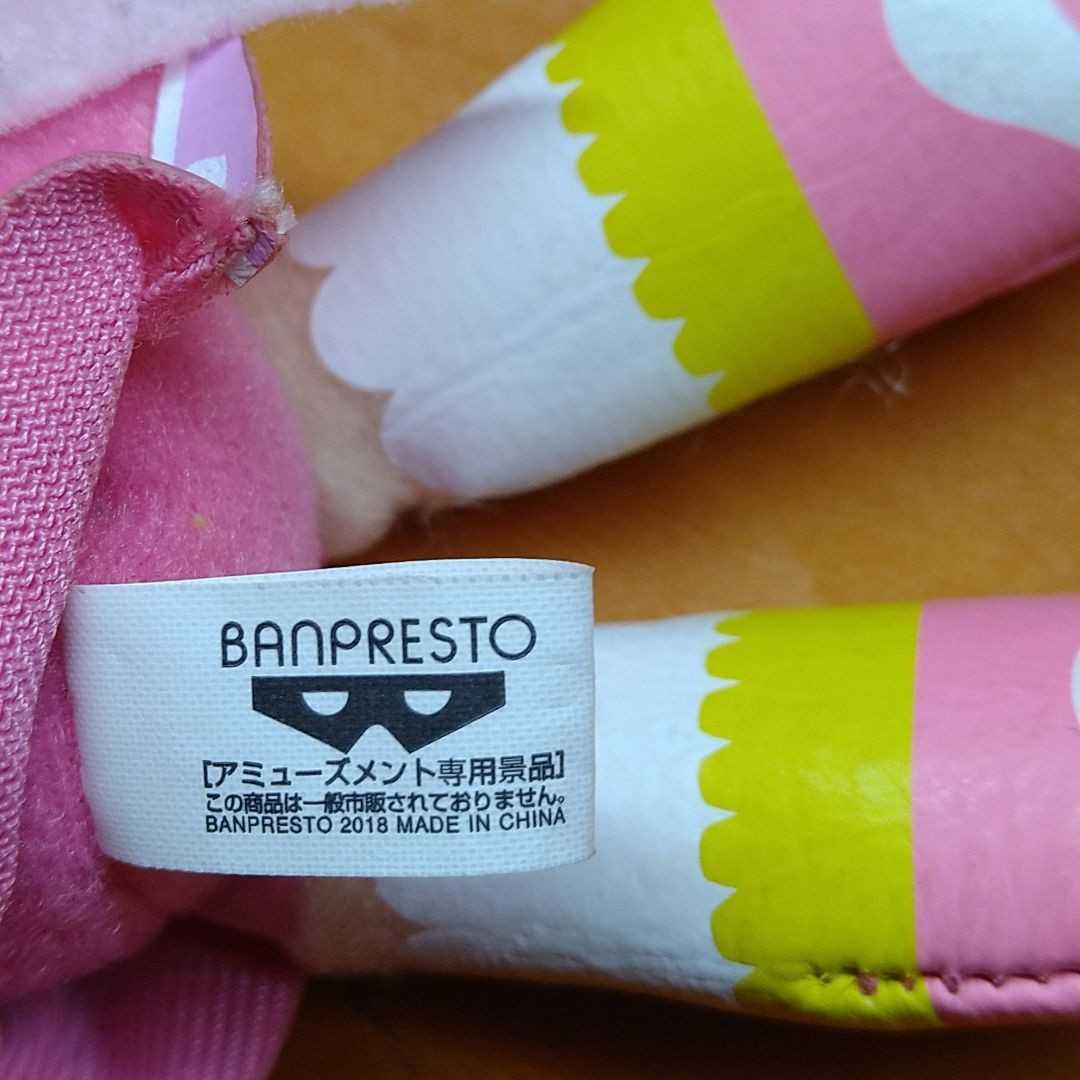 BANPRESTO
[アミューズメント専用景品]
この商品は一般市販されておりません。
BANPRESTO 2018 MADE IN CHINA